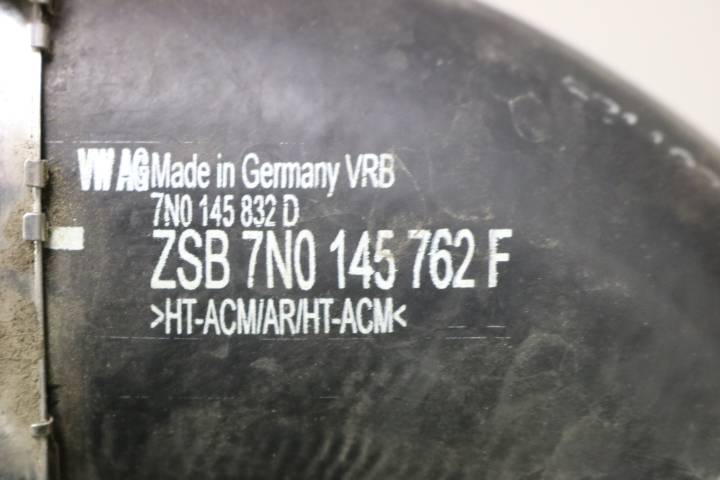 VW AG Made in Germany VRB
7N0 145 832 D
ZSB 7N0 145 762 F
>HT-ACM/AR/HT-ACM<